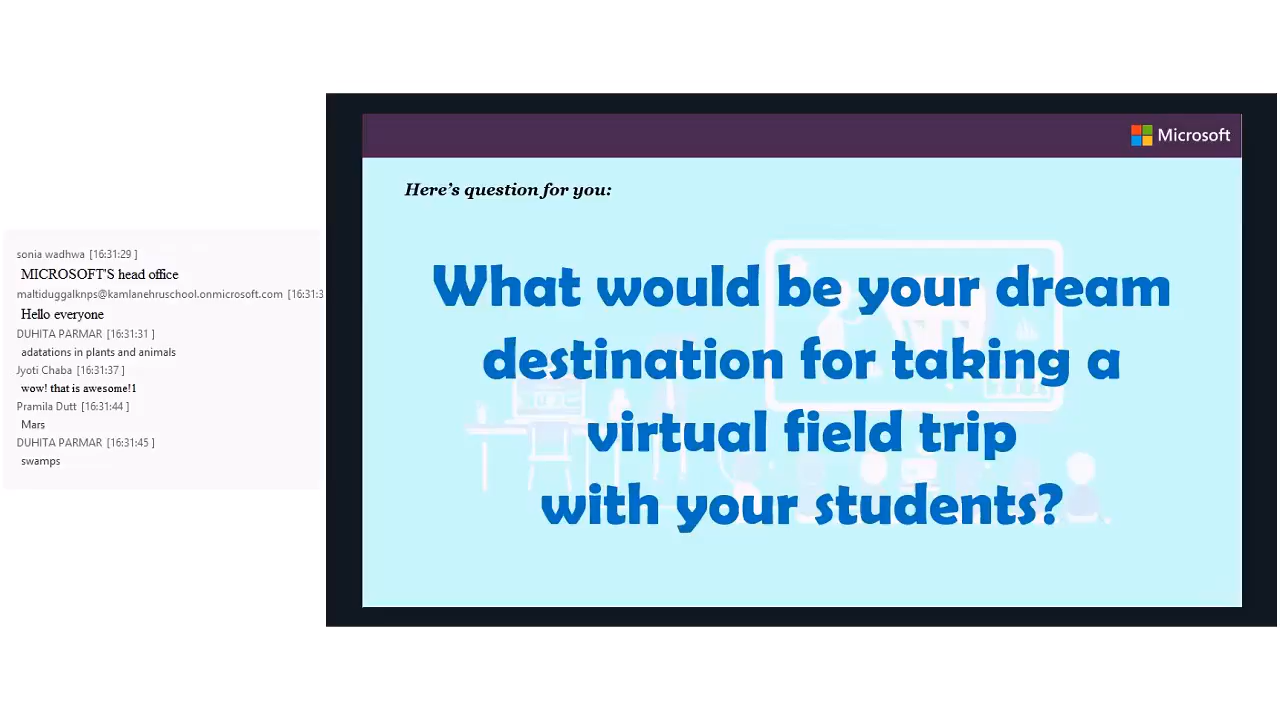 sonia wadhwa [16:31:29 ]
MICROSOFT'S head office
maltiduggalknps@kamlanehruschool.onmicrosoft.com [16:31:3
Hello everyone
DUHITA PARMAR [16:31:31 ]
adatations in plants and animals
Jyoti Chaba [16:31:37 ]
wow! that is awesome!1
Pramila Dutt [16:31:44 ]
Mars
DUHITA PARMAR [16:31:45 ]
swamps
Microsoft
Here’s question for you:
What would be your dream
destination for taking a
virtual field trip
with your students?